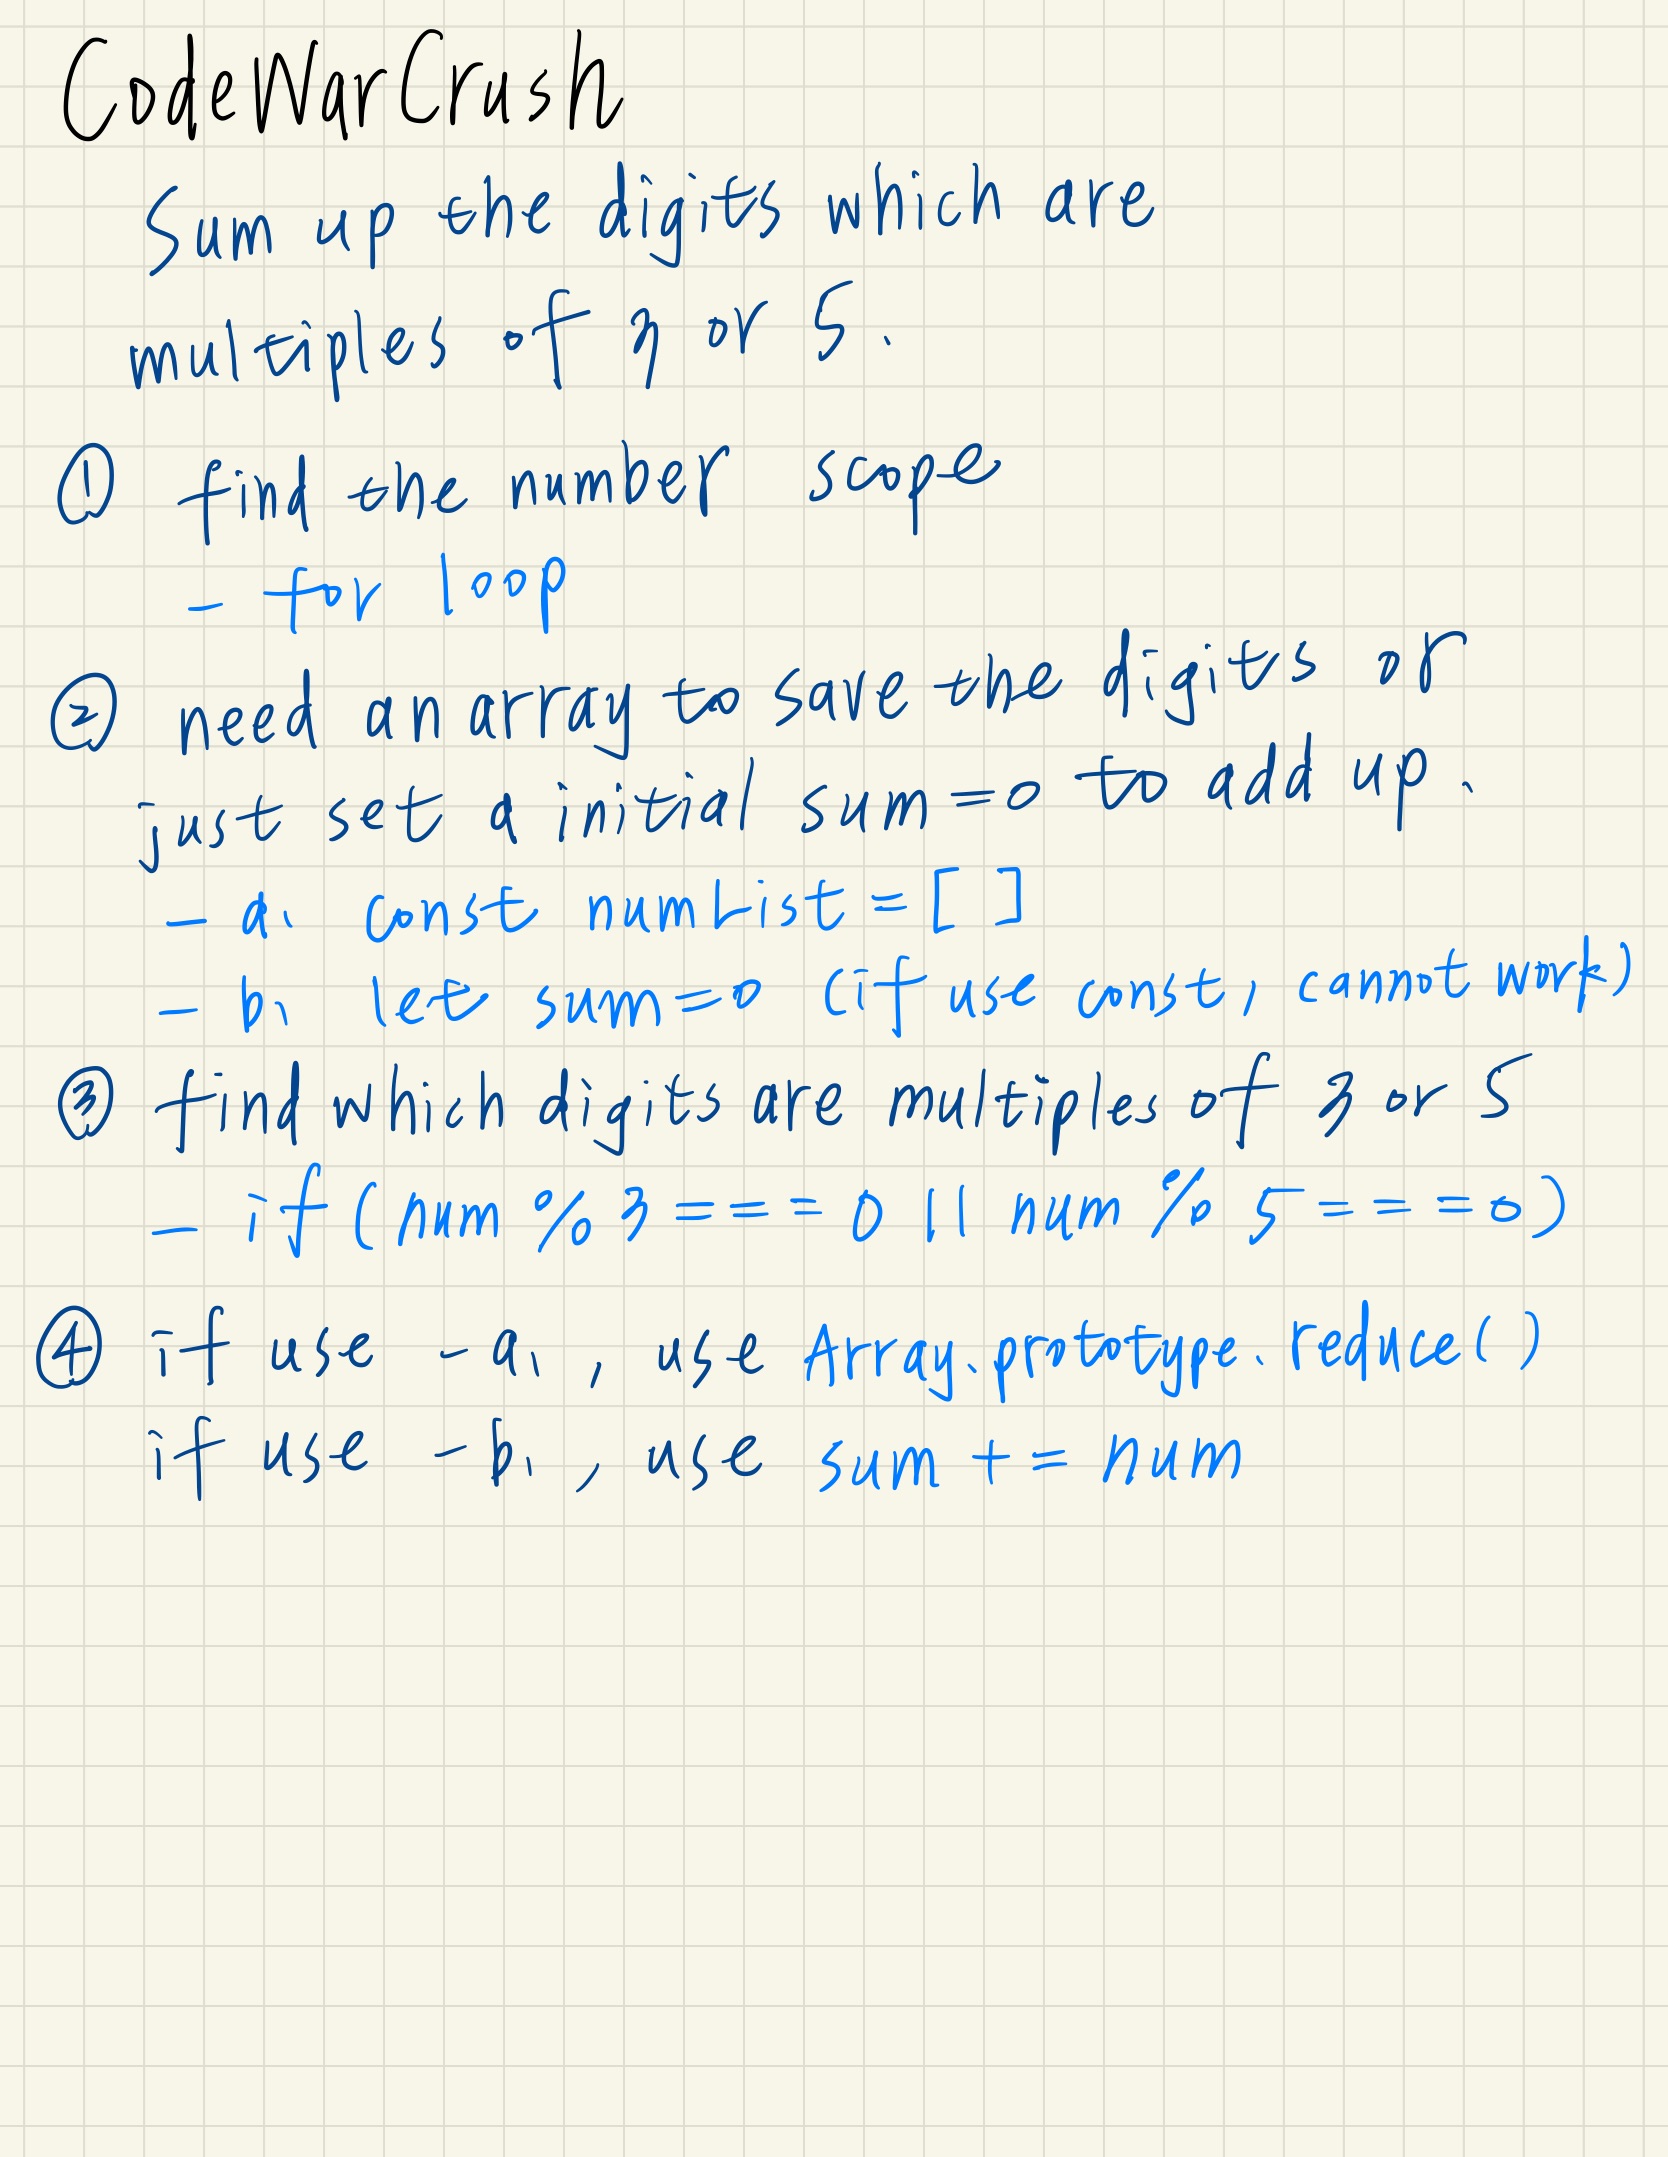 CodeWarCrush
Sum up the digits which are
multiples of 3 or 5.
① find the number scope
- for loop
② need an array to save the digits or
just set a initial sum=0 to add up.
- a. const numList = [ ]
- b. let sum=0 (if use const, cannot work)
③ find which digits are multiples of 3 or 5
- if (num % 3 === 0 || num % 5 === 0)
④ if use -a. , use Array.prototype.reduce()
if use -b. , use sum += num